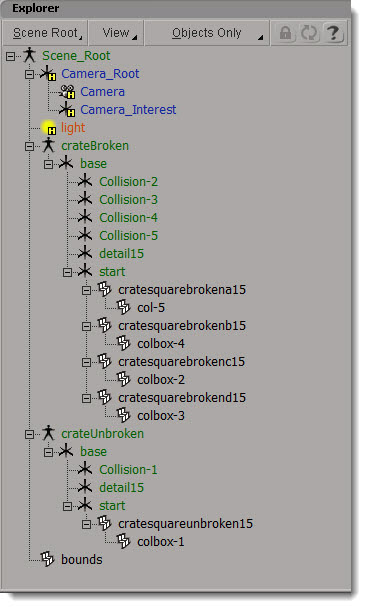 Explorer
Scene Root View Objects Only ?
Scene_Root
Camera_Root
Camera
Camera_Interest
light
crateBroken
base
Collision-2
Collision-3
Collision-4
Collision-5
detail15
start
cratesquarebrokena15
col-5
cratesquarebrokenb15
colbox-4
cratesquarebrokenc15
colbox-2
cratesquarebrokend15
colbox-3
crateUnbroken
base
Collision-1
detail15
start
cratesquareunbroken15
colbox-1
bounds